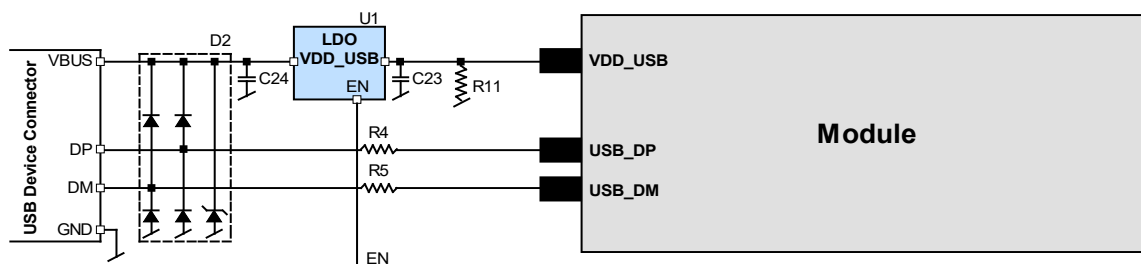 U1
D2
LDO
VDD_USB
VBUS
C24
C23
R11
VDD_USB
EN
USB Device Connector
Module
R4
DP
USB_DP
R5
DM
USB_DM
GND
EN